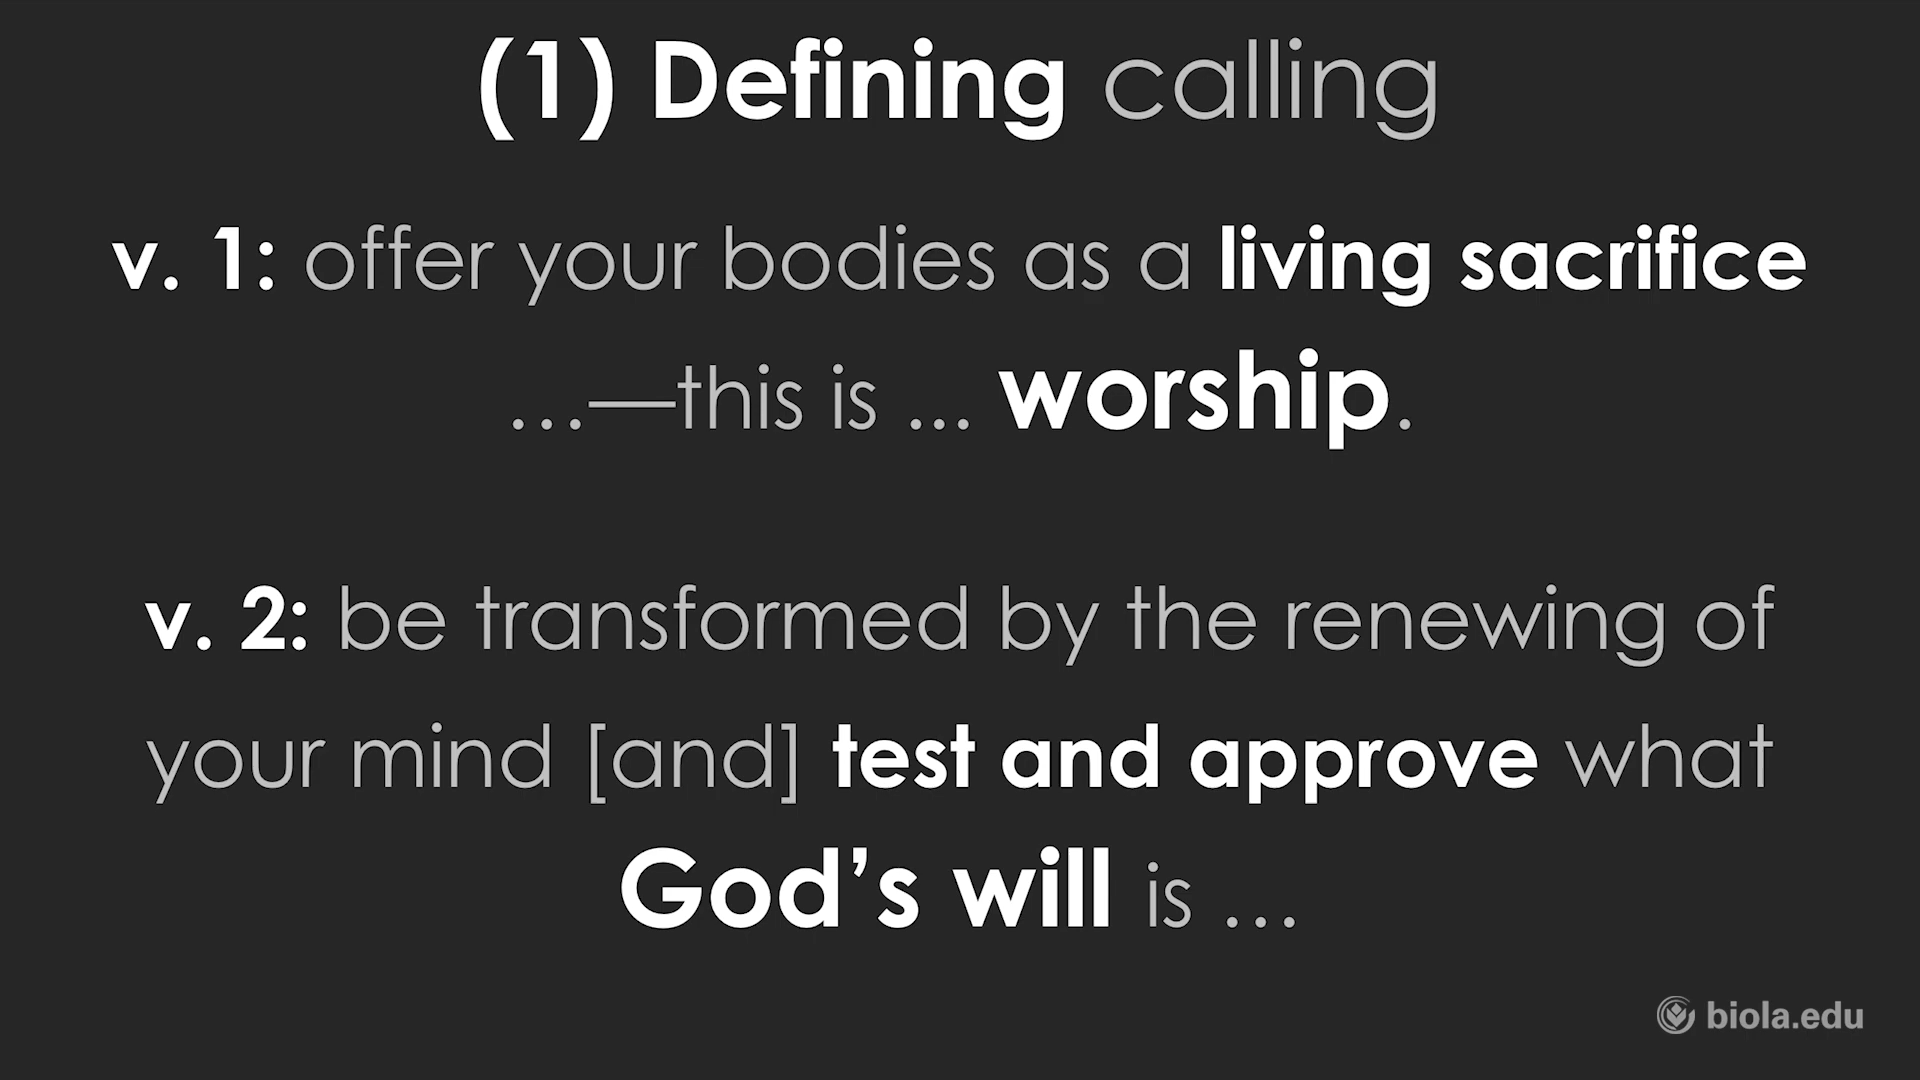 (1) Defining calling
v. 1: offer your bodies as a living sacrifice
…—this is ... worship.
v. 2: be transformed by the renewing of
your mind [and] test and approve what
God’s will is …
biola.edu